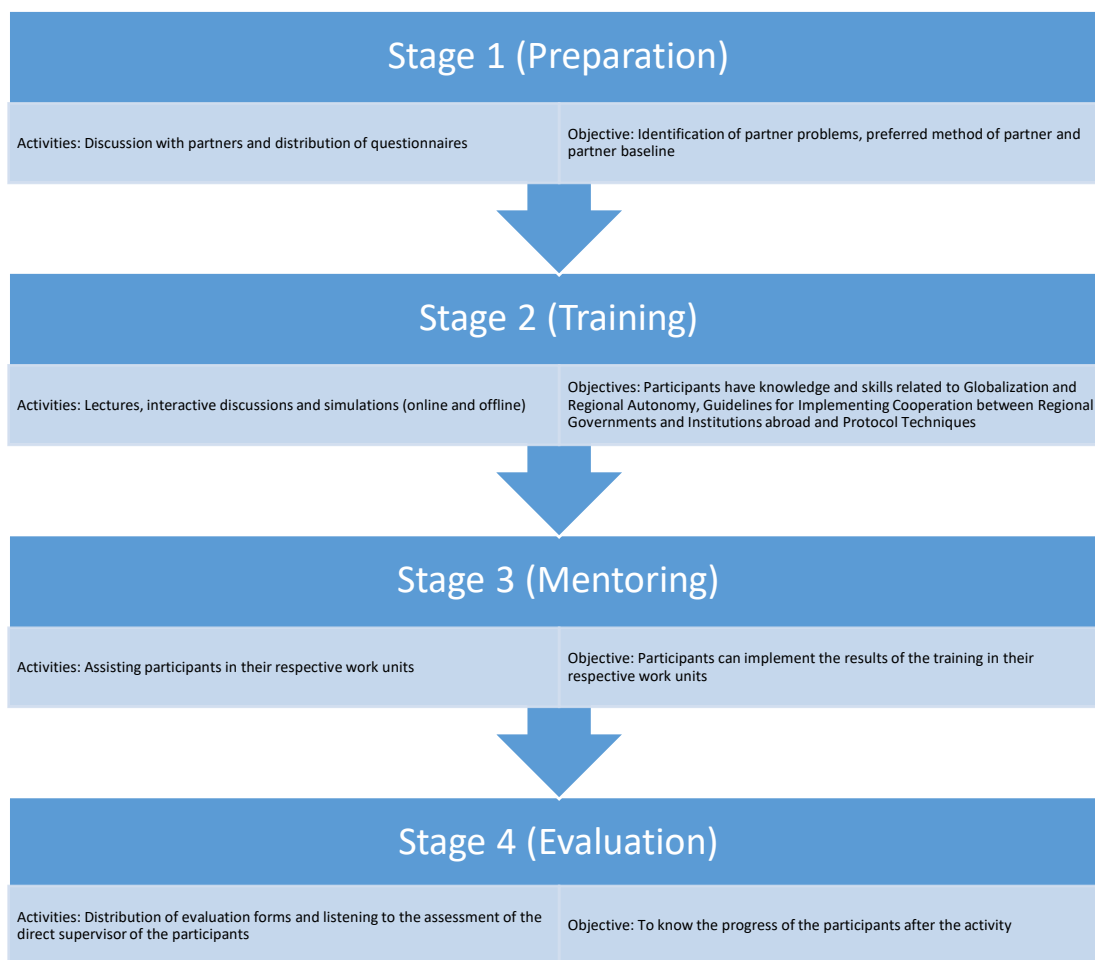 Stage 1 (Preparation)
Activities: Discussion with partners and distribution of questionnaires
Objective: Identification of partner problems, preferred method of partner and
partner baseline
Stage 2 (Training)
Activities: Lectures, interactive discussions and simulations (online and offline)
Objectives: Participants have knowledge and skills related to Globalization and
Regional Autonomy, Guidelines for Implementing Cooperation between Regional
Governments and Institutions abroad and Protocol Techniques
Stage 3 (Mentoring)
Activities: Assisting participants in their respective work units
Objective: Participants can implement the results of the training in their
respective work units
Stage 4 (Evaluation)
Activities: Distribution of evaluation forms and listening to the assessment of the
direct supervisor of the participants
Objective: To know the progress of the participants after the activity